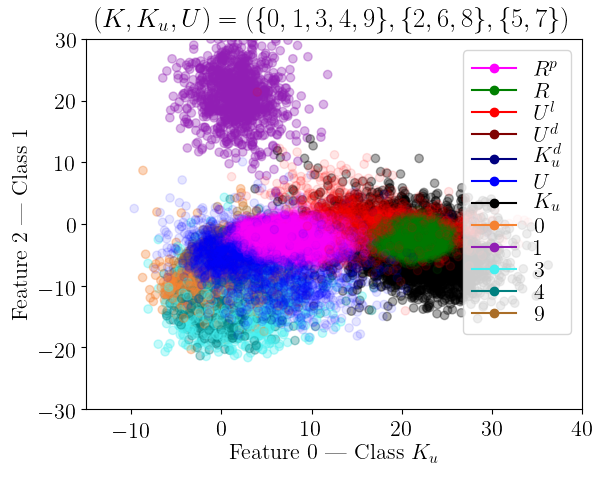 (K, K_u, U) = ({0, 1, 3, 4, 9}, {2, 6, 8}, {5, 7})
30
20
10
0
−10
−20
−30
−10
0
10
20
30
40
Feature 2 — Class 1
Feature 0 — Class K_u
R^p
R
U^l
U^d
K_u^d
U
K_u
0
1
3
4
9